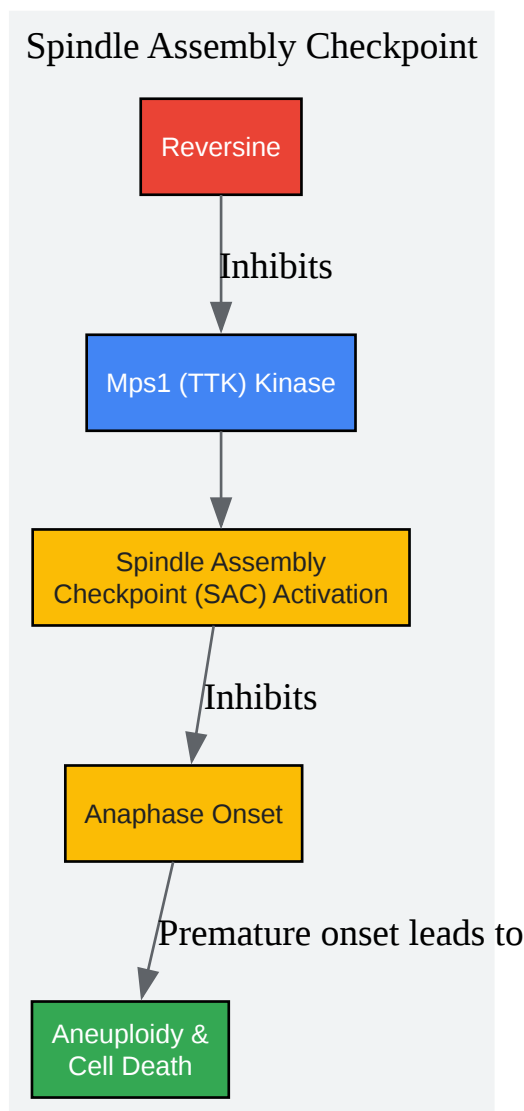 Spindle Assembly Checkpoint
Reversine
Inhibits
Mps1 (TTK) Kinase
Spindle Assembly
Checkpoint (SAC) Activation
Inhibits
Anaphase Onset
Premature onset leads to
Aneuploidy &
Cell Death